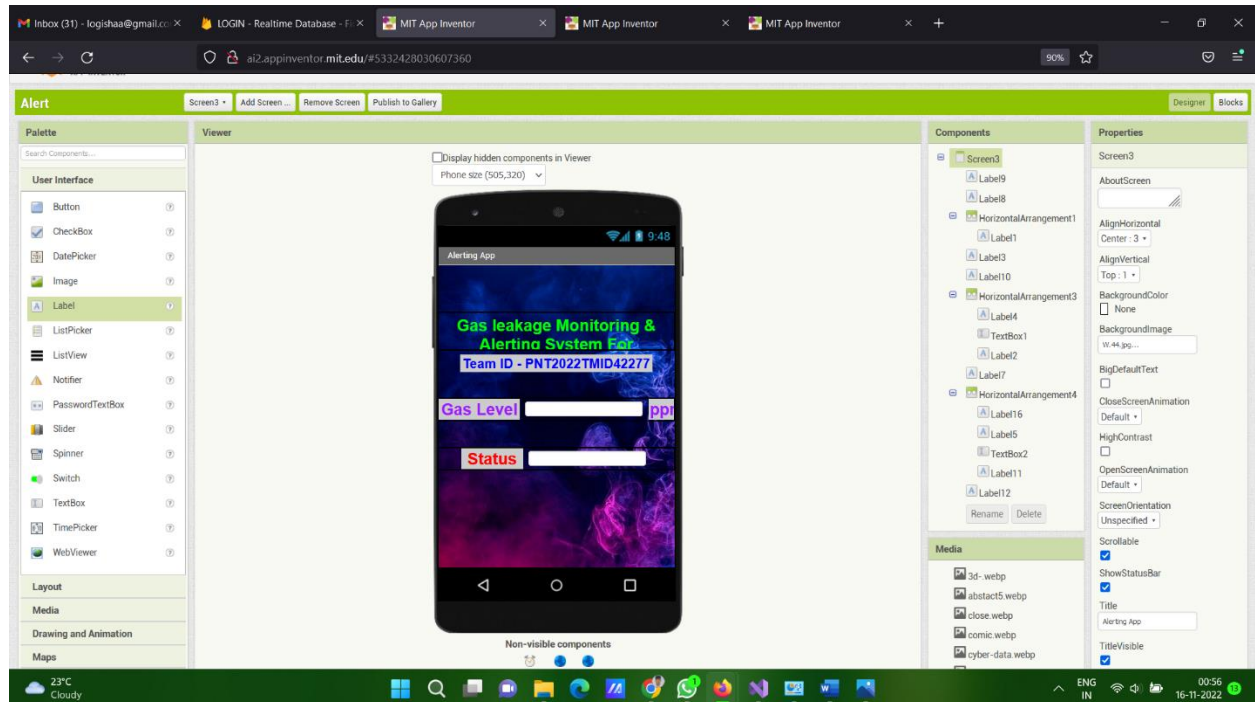 Inbox (31) - logishaa@gmail.co
LOGIN - Realtime Database - Fi
MIT App Inventor
MIT App Inventor
MIT App Inventor
ai2.appinventor.mit.edu/#5332428030607360
90%
Alert
Screen3
Add Screen ...
Remove Screen
Publish to Gallery
Designer
Blocks
Palette
Search Components...
User Interface
Button
CheckBox
DatePicker
Image
Label
ListPicker
ListView
Notifier
PasswordTextBox
Slider
Spinner
Switch
TextBox
TimePicker
WebViewer
Layout
Media
Drawing and Animation
Maps
Viewer
Display hidden components in Viewer
Phone size (505,320)
9:48
Alerting App
Gas leakage Monitoring &
Alerting System For
Team ID - PNT2022TMID42277
Gas Level
ppr
Status
Non-visible components
Components
Screen3
Label9
Label8
HorizontalArrangement1
Label1
Label3
Label10
HorizontalArrangement3
Label4
TextBox1
Label2
Label7
HorizontalArrangement4
Label16
Label5
TextBox2
Label11
Label12
Rename
Delete
Media
3d-.webp
abstact5.webp
close.webp
comic.webp
cyber-data.webp
Properties
Screen3
AboutScreen
AlignHorizontal
Center : 3
AlignVertical
Top : 1
BackgroundColor
None
BackgroundImage
W.44.jpg...
BigDefaultText
CloseScreenAnimation
Default
HighContrast
OpenScreenAnimation
Default
ScreenOrientation
Unspecified
Scrollable
ShowStatusBar
Title
Alerting App
TitleVisible
23°C
Cloudy
ENG
IN
00:56
16-11-2022